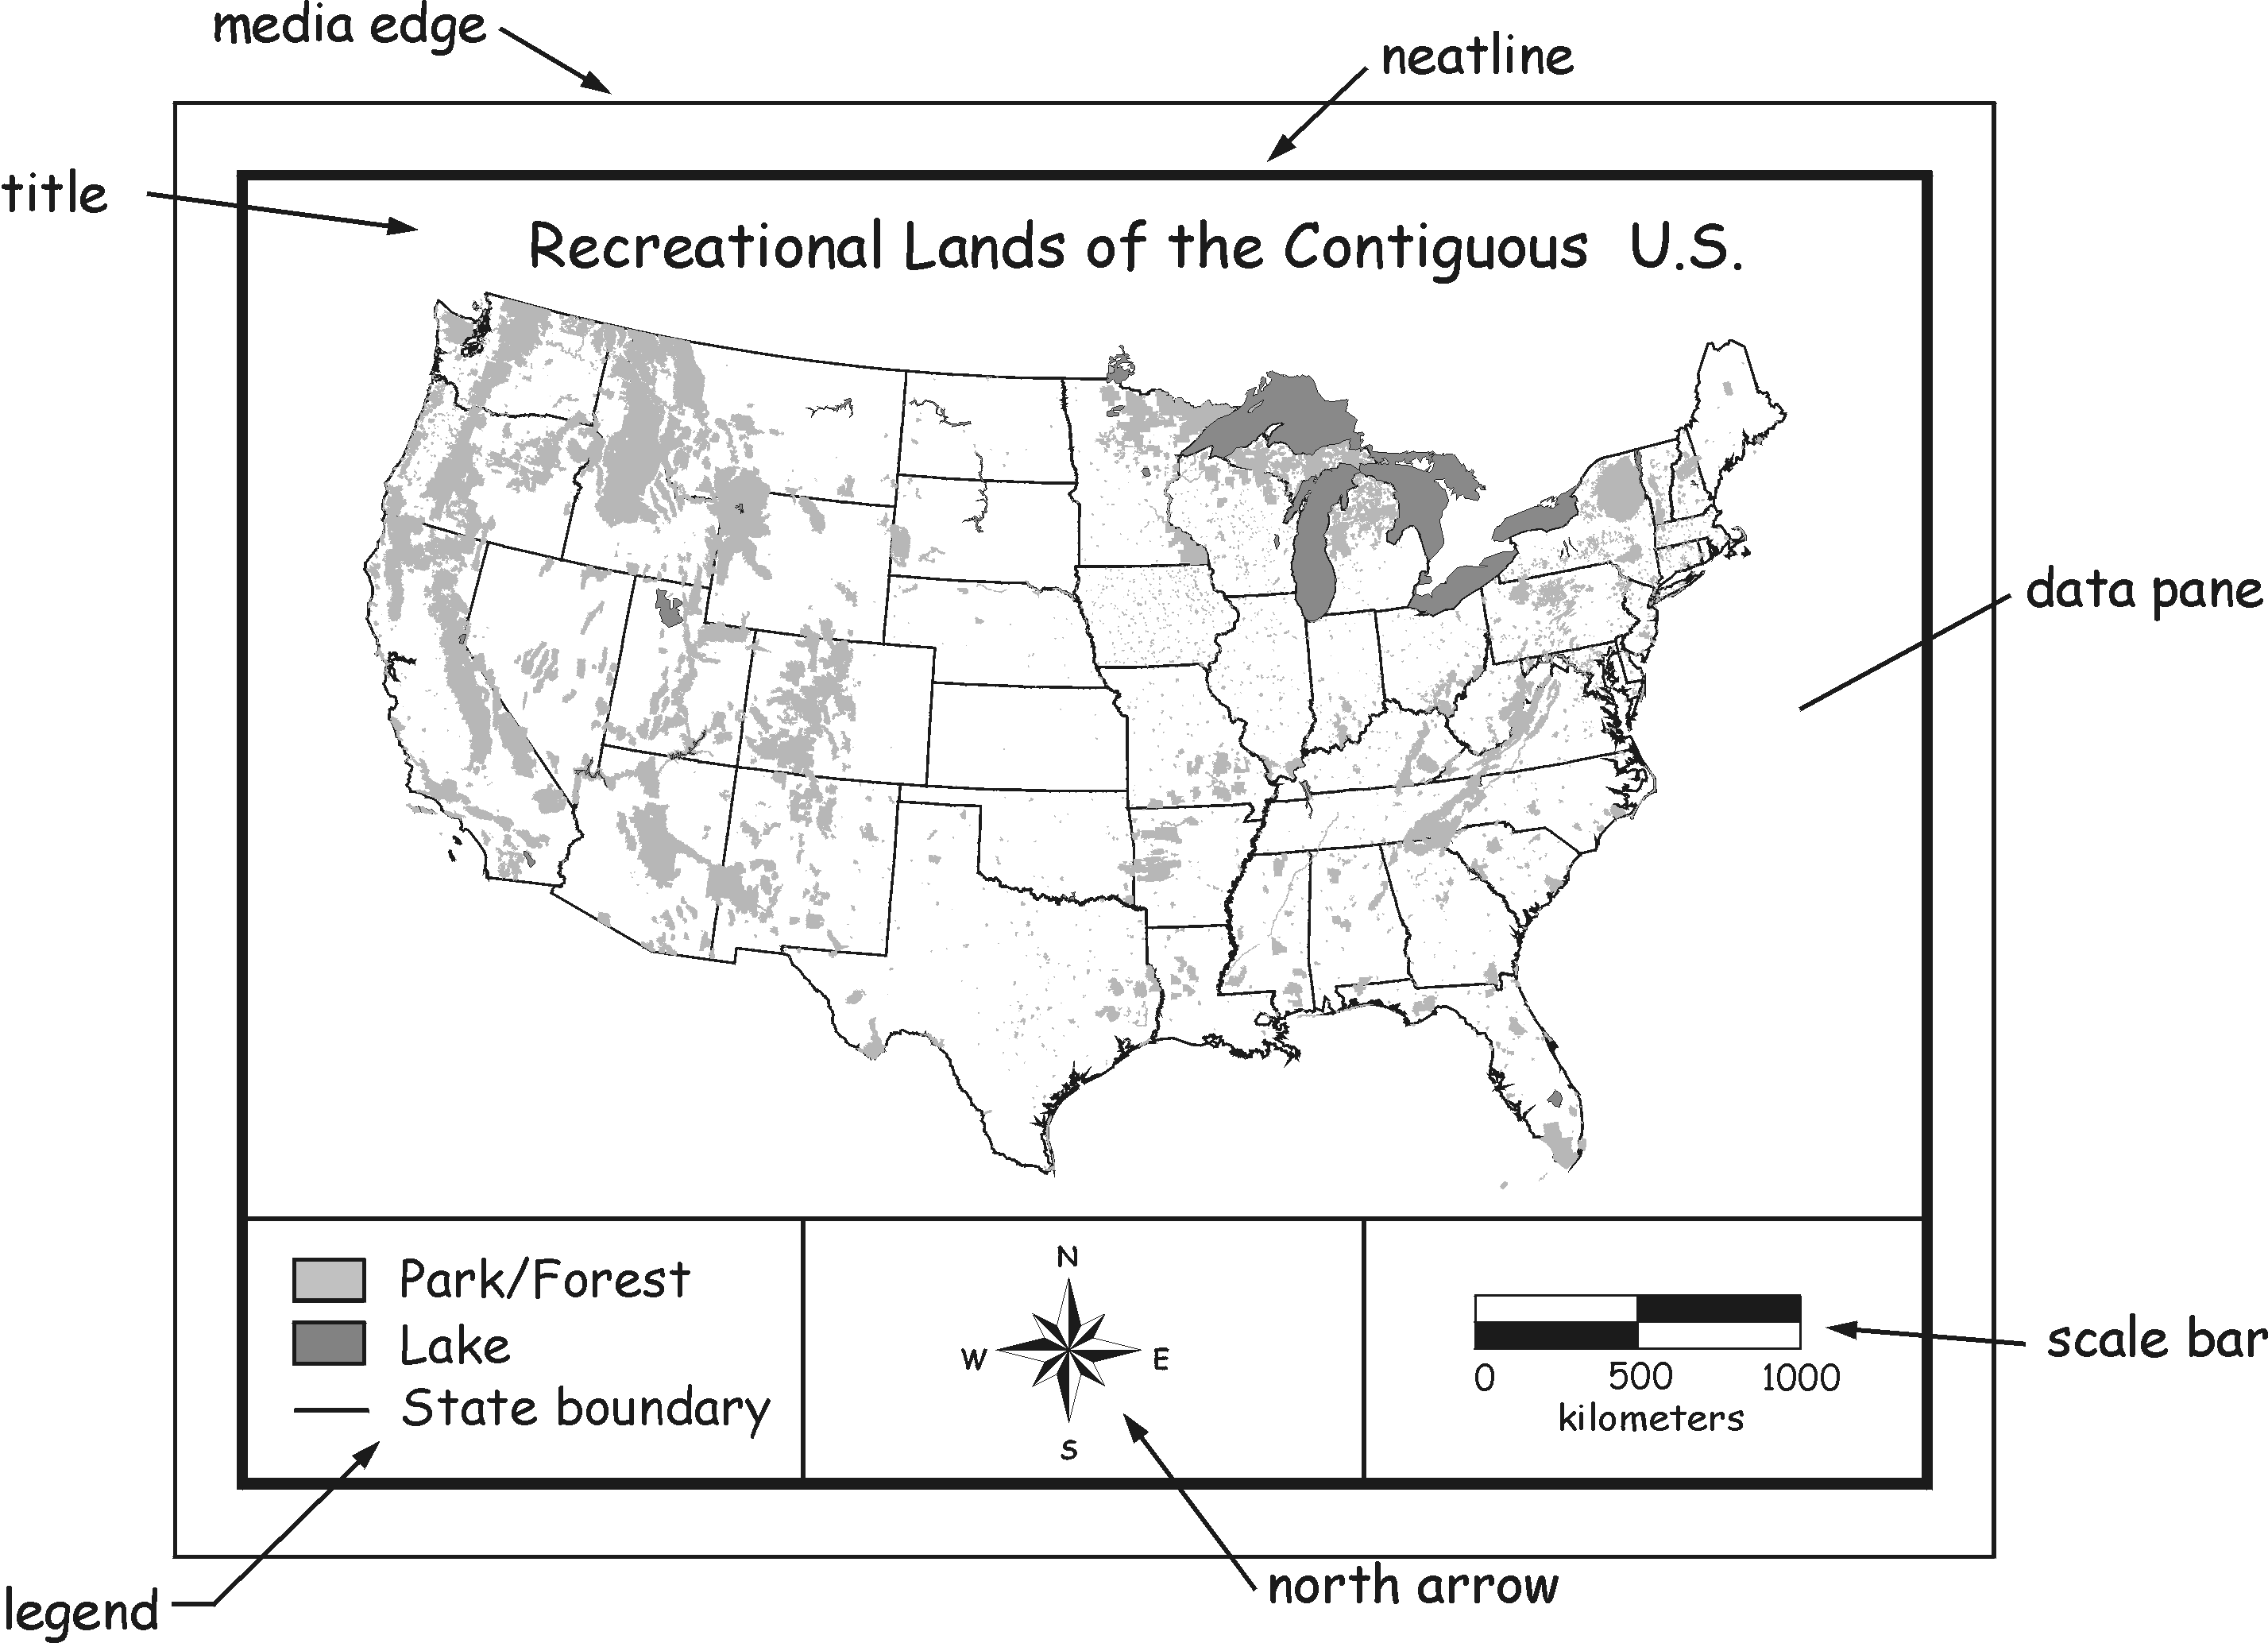 media edge
neatline
title
Recreational Lands of the Contiguous U.S.
data pane
Park/Forest
Lake
State boundary
N
W
E
S
0 500 1000
kilometers
scale bar
legend
north arrow